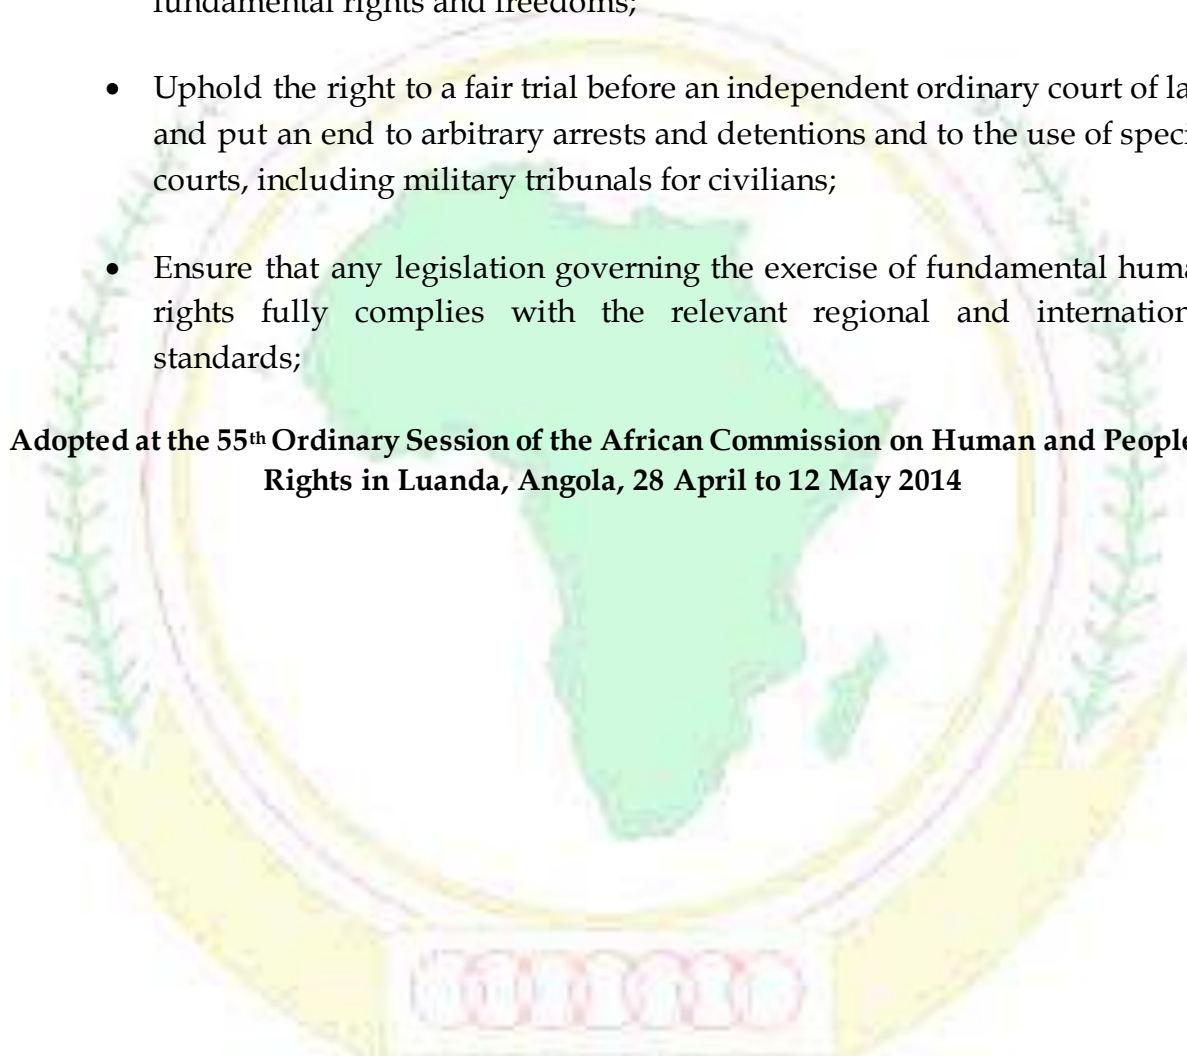 fundamental rights and freedoms;
• Uphold the right to a fair trial before an independent ordinary court of la
and put an end to arbitrary arrests and detentions and to the use of speci
courts, including military tribunals for civilians;
• Ensure that any legislation governing the exercise of fundamental huma
rights fully complies with the relevant regional and internation
standards;
Adopted at the 55th Ordinary Session of the African Commission on Human and People
Rights in Luanda, Angola, 28 April to 12 May 2014